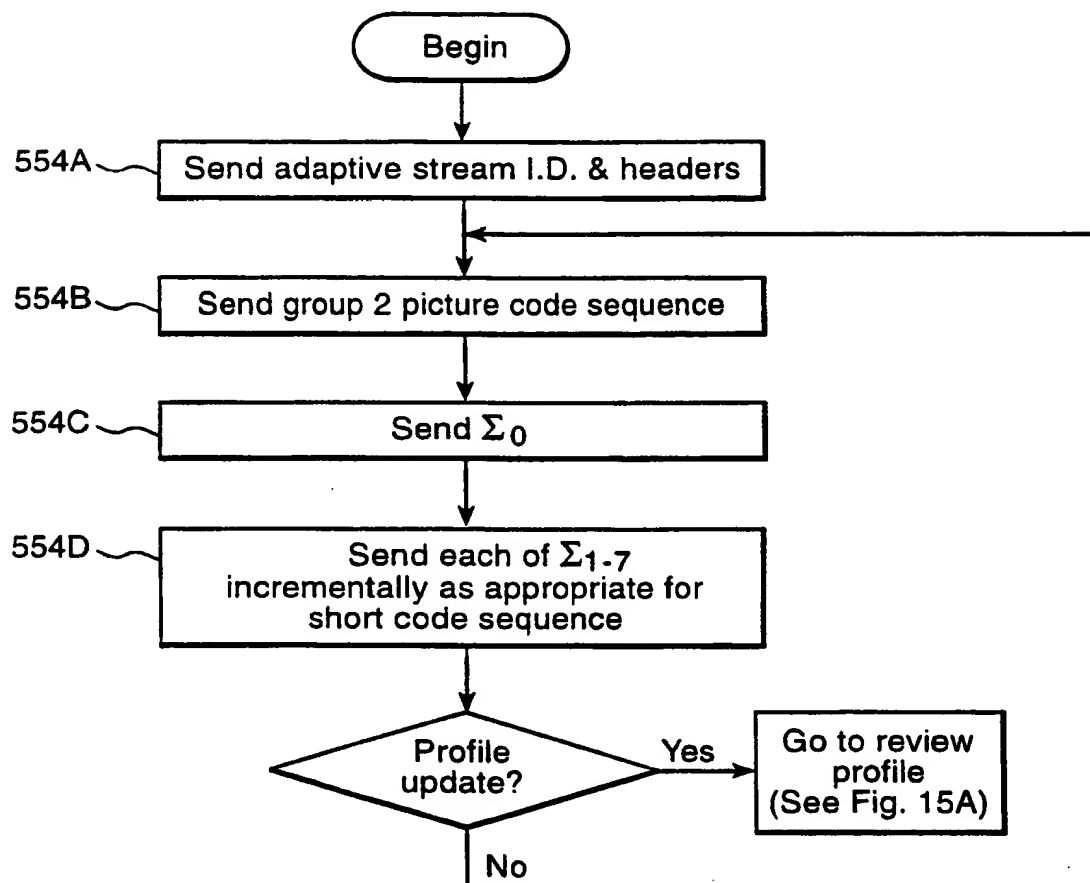 Begin
554A
Send adaptive stream I.D. & headers
554B
Send group 2 picture code sequence
554C
Send Σ0
554D
Send each of Σ1-7
incrementally as appropriate for
short code sequence
Profile
update?
Yes
Go to review
profile
(See Fig. 15A)
No